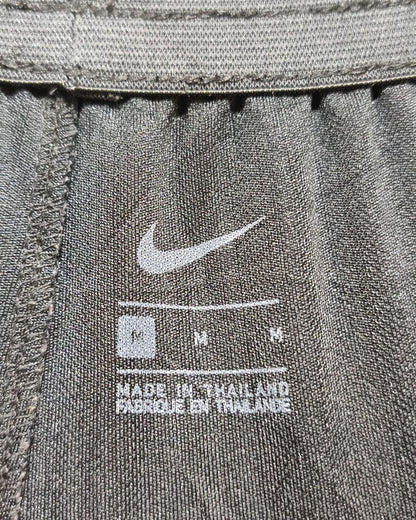 M M M
MADE IN THAILAND
FABRIQUE EN THAILANDE